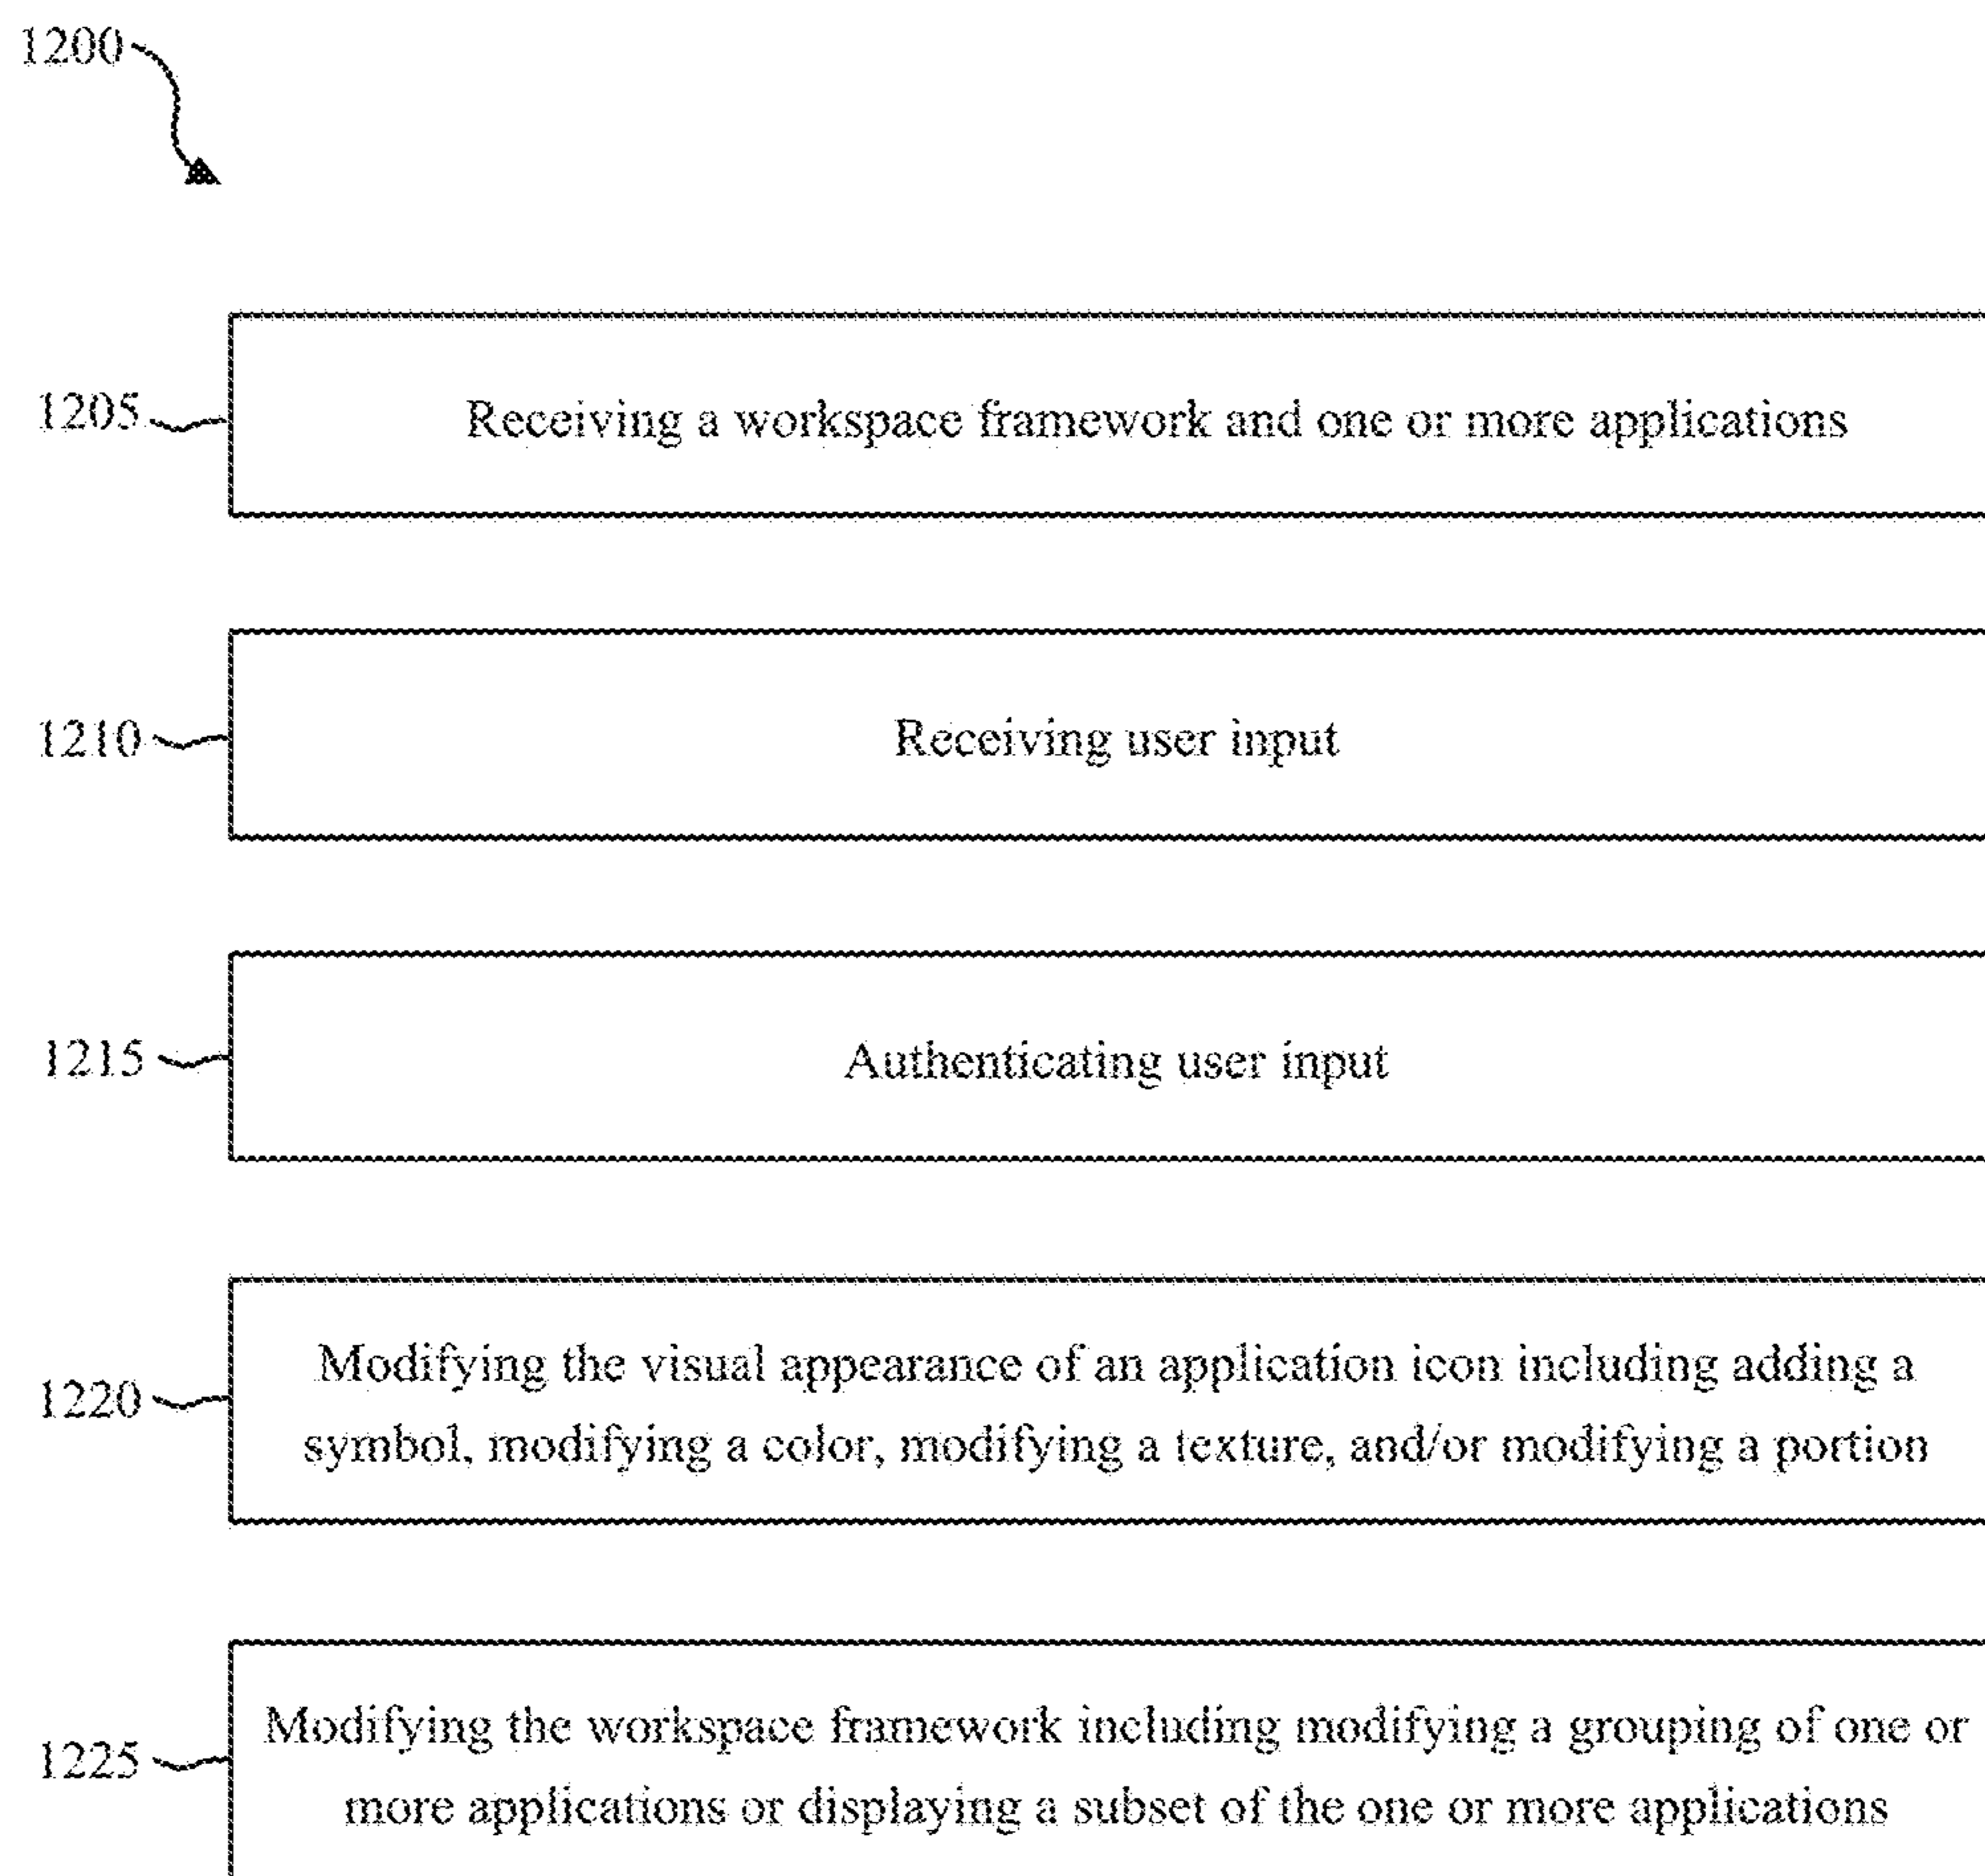 1200
1205 Receiving a workspace framework and one or more applications
1210 Receiving user input
1215 Authenticating user input
1220 Modifying the visual appearance of an application icon including adding a
symbol, modifying a color, modifying a texture, and/or modifying a portion
1225 Modifying the workspace framework including modifying a grouping of one or
more applications or displaying a subset of the one or more applications